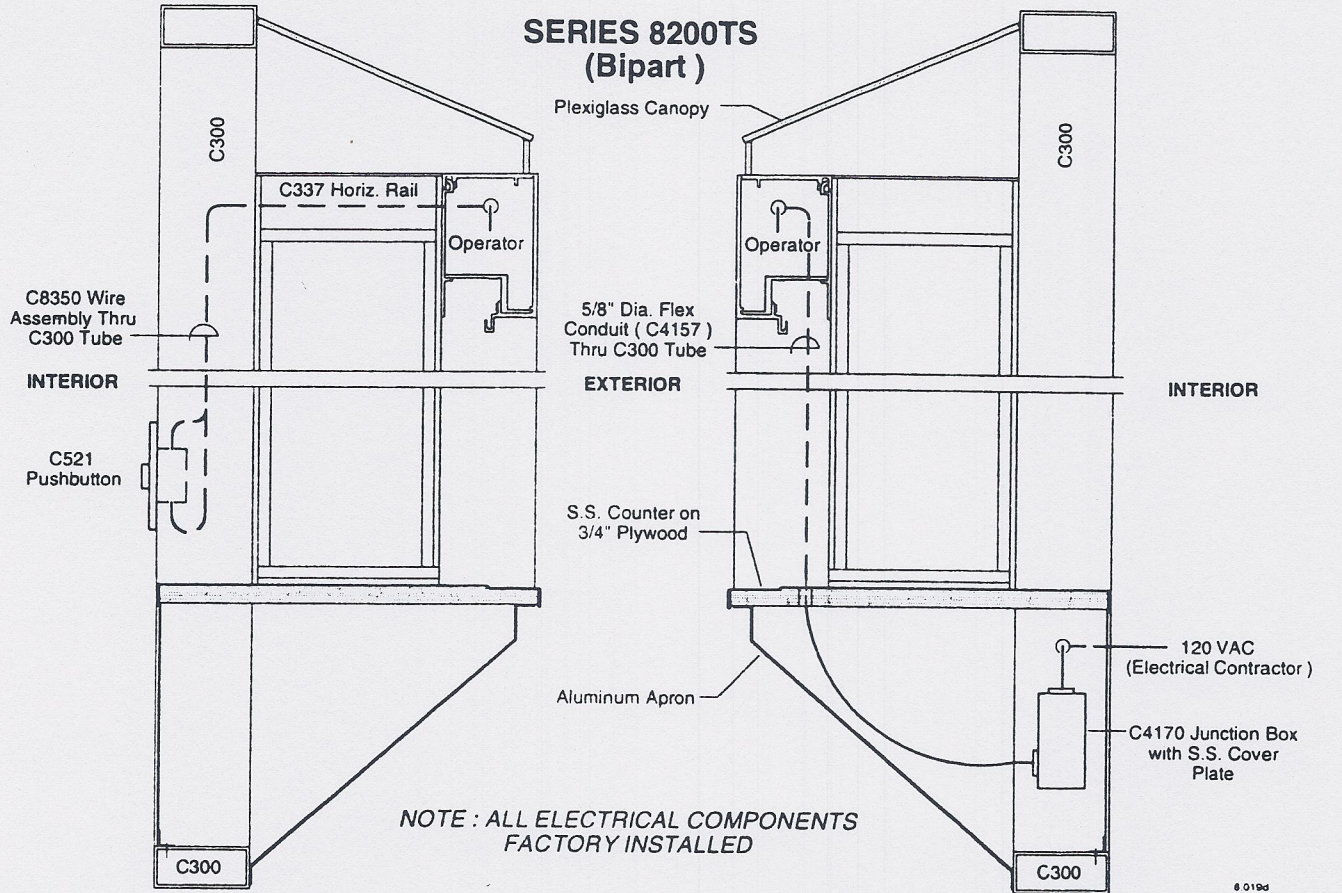 SERIES 8200TS
(Bipart )
Plexiglass Canopy
C300
C300
C337 Horiz. Rail
Operator
Operator
C8350 Wire
Assembly Thru
C300 Tube
5/8" Dia. Flex
Conduit ( C4157 )
Thru C300 Tube
INTERIOR
EXTERIOR
INTERIOR
C521
Pushbutton
S.S. Counter on
3/4" Plywood
120 VAC
(Electrical Contractor )
Aluminum Apron
C4170 Junction Box
with S.S. Cover
Plate
NOTE : ALL ELECTRICAL COMPONENTS
FACTORY INSTALLED
C300
C300
6.019d